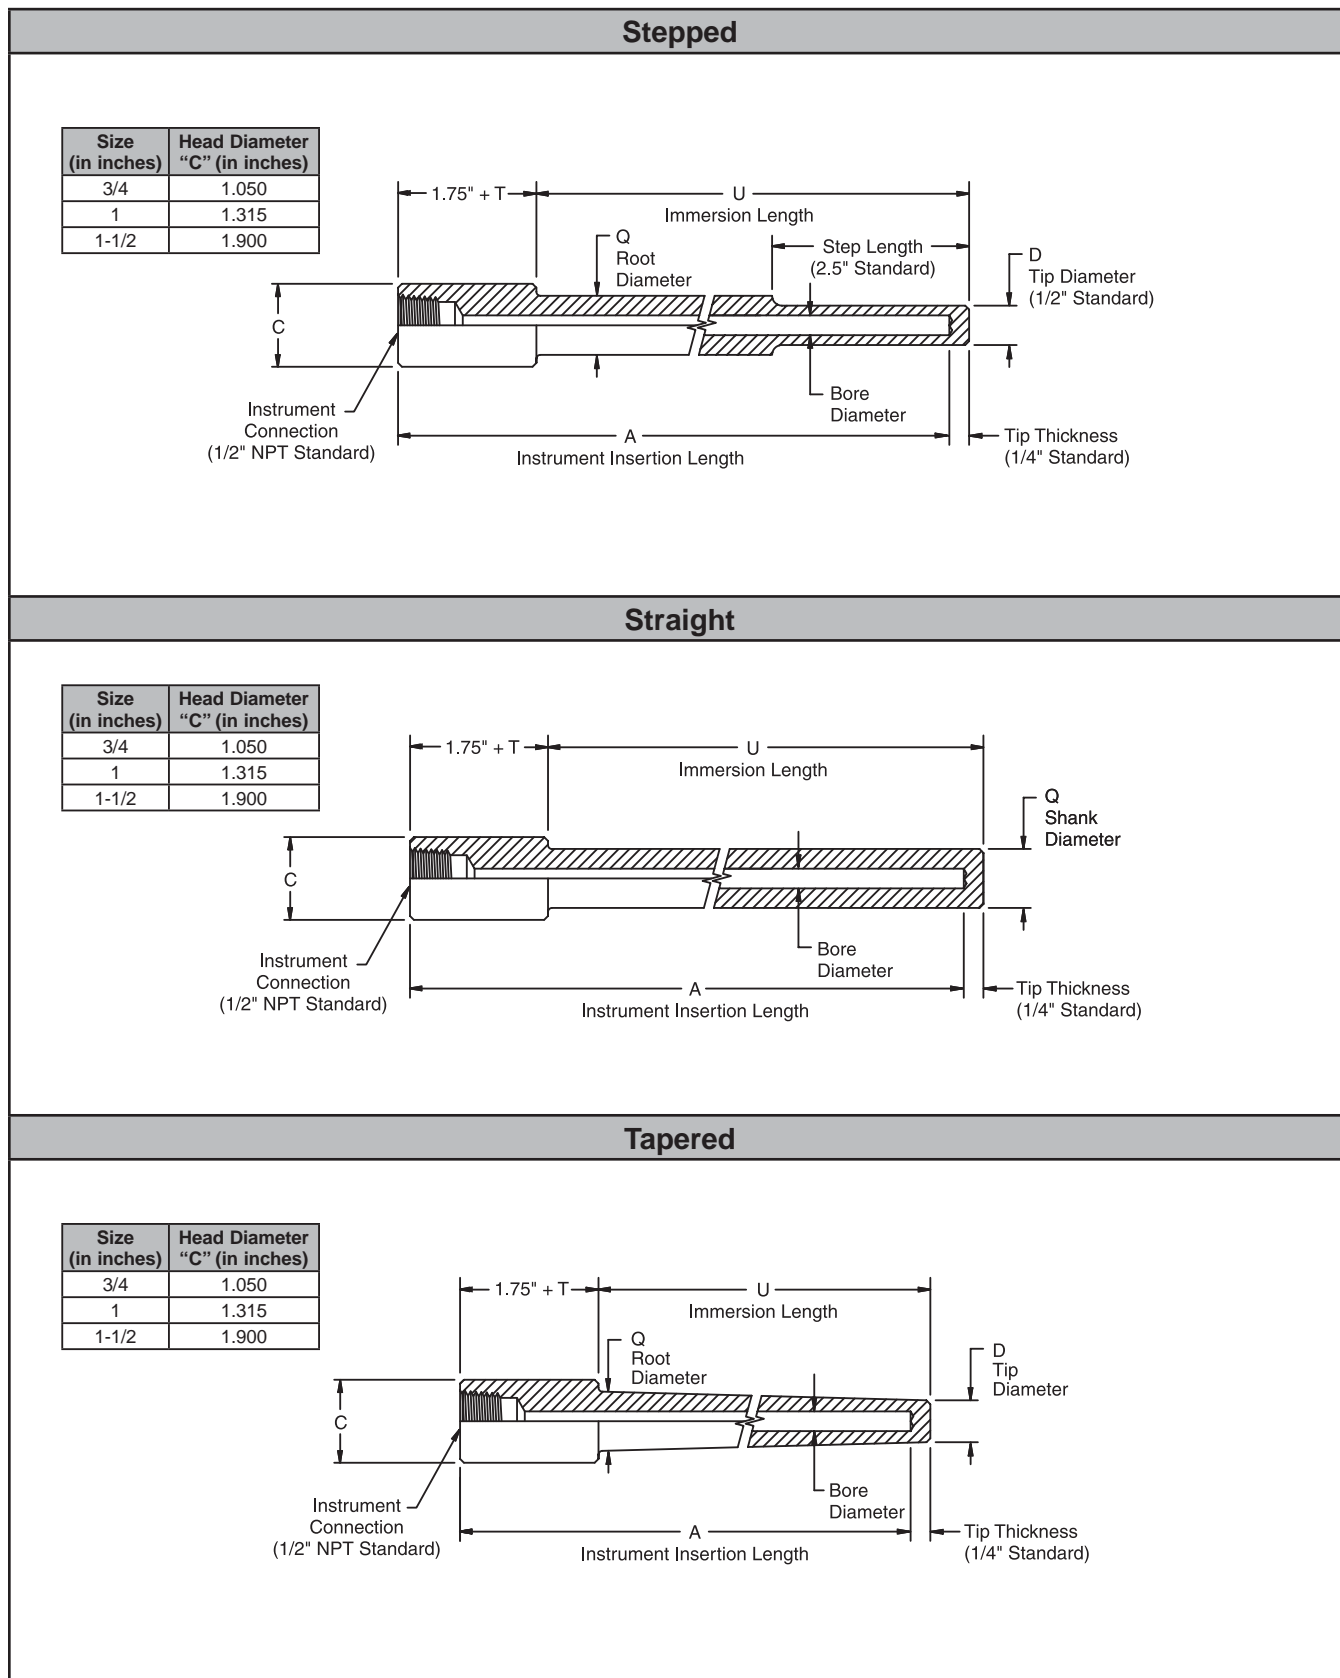 Stepped
Size
(in inches)
Head Diameter
“C” (in inches)
3/4
1.050
1
1.315
1-1/2
1.900
1.75" + T
U
Immersion Length
Q
Root
Diameter
Step Length
(2.5" Standard)
D
Tip Diameter
(1/2" Standard)
C
Instrument
Connection
(1/2" NPT Standard)
Bore
Diameter
A
Instrument Insertion Length
Tip Thickness
(1/4" Standard)
Straight
Size
(in inches)
Head Diameter
“C” (in inches)
3/4
1.050
1
1.315
1-1/2
1.900
1.75" + T
U
Immersion Length
Q
Shank
Diameter
C
Instrument
Connection
(1/2" NPT Standard)
Bore
Diameter
A
Instrument Insertion Length
Tip Thickness
(1/4" Standard)
Tapered
Size
(in inches)
Head Diameter
“C” (in inches)
3/4
1.050
1
1.315
1-1/2
1.900
1.75" + T
U
Immersion Length
Q
Root
Diameter
D
Tip
Diameter
C
Instrument
Connection
(1/2" NPT Standard)
Bore
Diameter
A
Instrument Insertion Length
Tip Thickness
(1/4" Standard)